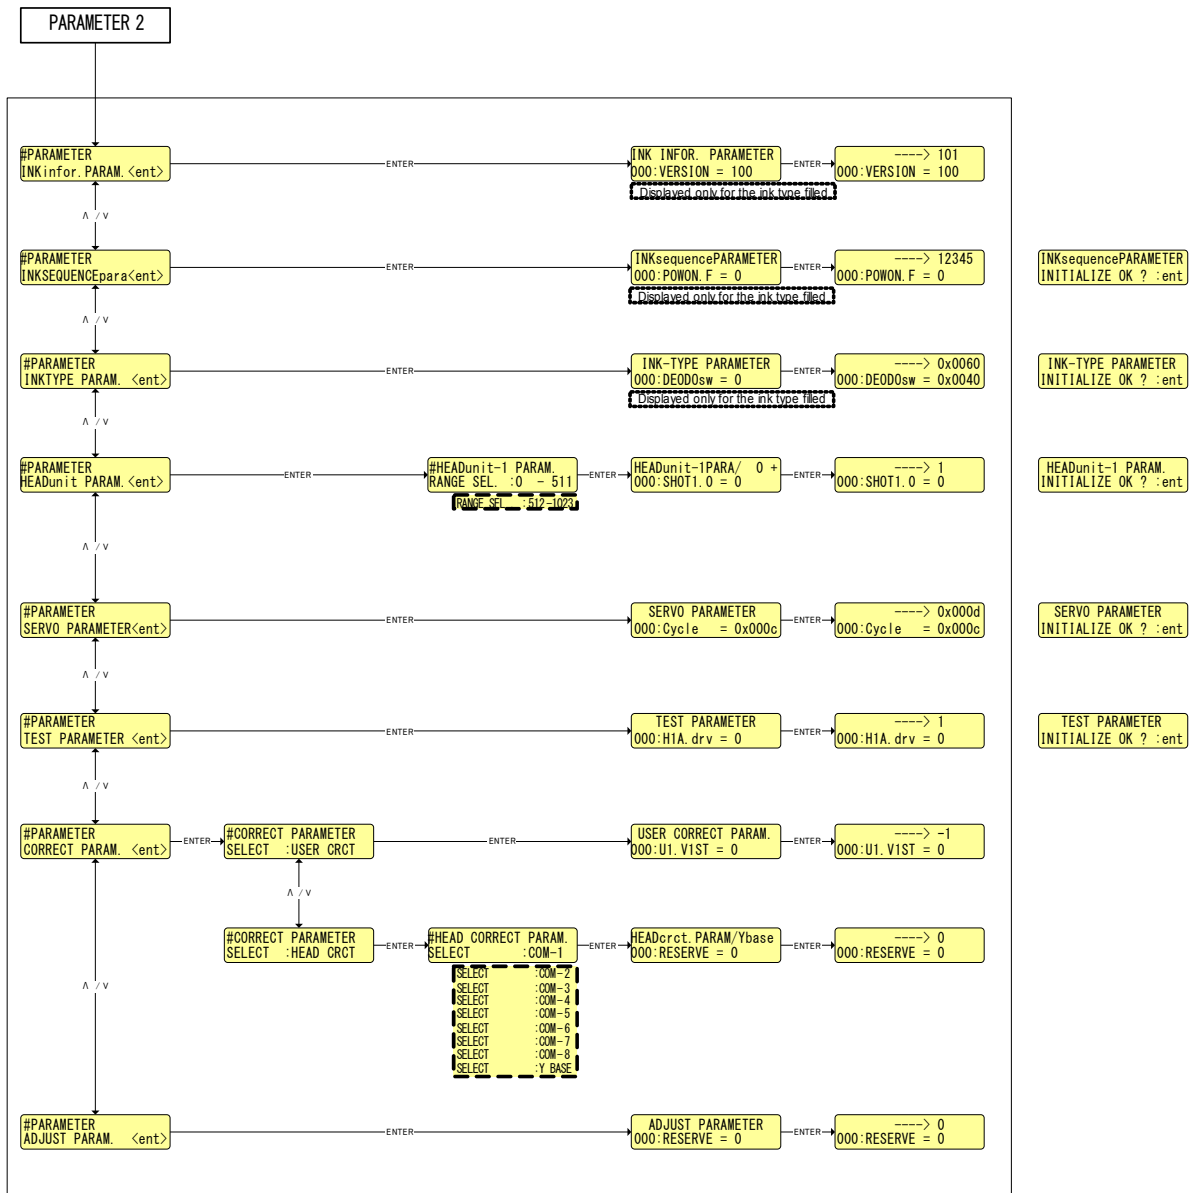 PARAMETER 2
#PARAMETER
INKinfor.PARAM.<ent>
ENTER
INK INFOR. PARAMETER
000:VERSION = 100
ENTER
----> 101
000:VERSION = 100
Displayed only for the ink type filled
Λ / V
#PARAMETER
INKSEQUENCEpara<ent>
ENTER
INKsequencePARAMETER
000:POWON.F = 0
ENTER
----> 12345
000:POWON.F = 0
INKsequencePARAMETER
INITIALIZE OK ? :ent
Displayed only for the ink type filled
Λ / V
#PARAMETER
INKTYPE PARAM. <ent>
ENTER
INK-TYPE PARAMETER
000:DEODOsw = 0
ENTER
----> 0x0060
000:DEODOsw = 0x0040
INK-TYPE PARAMETER
INITIALIZE OK ? :ent
Displayed only for the ink type filled
Λ / V
#PARAMETER
HEADunit PARAM.<ent>
ENTER
#HEADunit-1 PARAM.
RANGE SEL. :0 - 511
ENTER
HEADunit-1PARA/ 0 +
000:SHOT1.0 = 0
ENTER
----> 1
000:SHOT1.0 = 0
HEADunit-1 PARAM.
INITIALIZE OK ? :ent
RANGE SEL. :512-1023
Λ / V
#PARAMETER
SERVO PARAMETER<ent>
ENTER
SERVO PARAMETER
000:Cycle = 0x000c
ENTER
----> 0x000d
000:Cycle = 0x000c
SERVO PARAMETER
INITIALIZE OK ? :ent
Λ / V
#PARAMETER
TEST PARAMETER <ent>
ENTER
TEST PARAMETER
000:H1A.drv = 0
ENTER
----> 1
000:H1A.drv = 0
TEST PARAMETER
INITIALIZE OK ? :ent
Λ / V
#PARAMETER
CORRECT PARAM. <ent>
ENTER
#CORRECT PARAMETER
SELECT :USER CRCT
ENTER
USER CORRECT PARAM.
000:U1.V1ST = 0
ENTER
----> -1
000:U1.V1ST = 0
Λ / V
#CORRECT PARAMETER
SELECT :HEAD CRCT
ENTER
#HEAD CORRECT PARAM.
SELECT :COM-1
ENTER
HEADcrct.PARAM/Ybase
000:RESERVE = 0
ENTER
----> 0
000:RESERVE = 0
SELECT :COM-2
SELECT :COM-3
SELECT :COM-4
SELECT :COM-5
SELECT :COM-6
SELECT :COM-7
SELECT :COM-8
SELECT :Y BASE
Λ / V
#PARAMETER
ADJUST PARAM. <ent>
ENTER
ADJUST PARAMETER
000:RESERVE = 0
ENTER
----> 0
000:RESERVE = 0